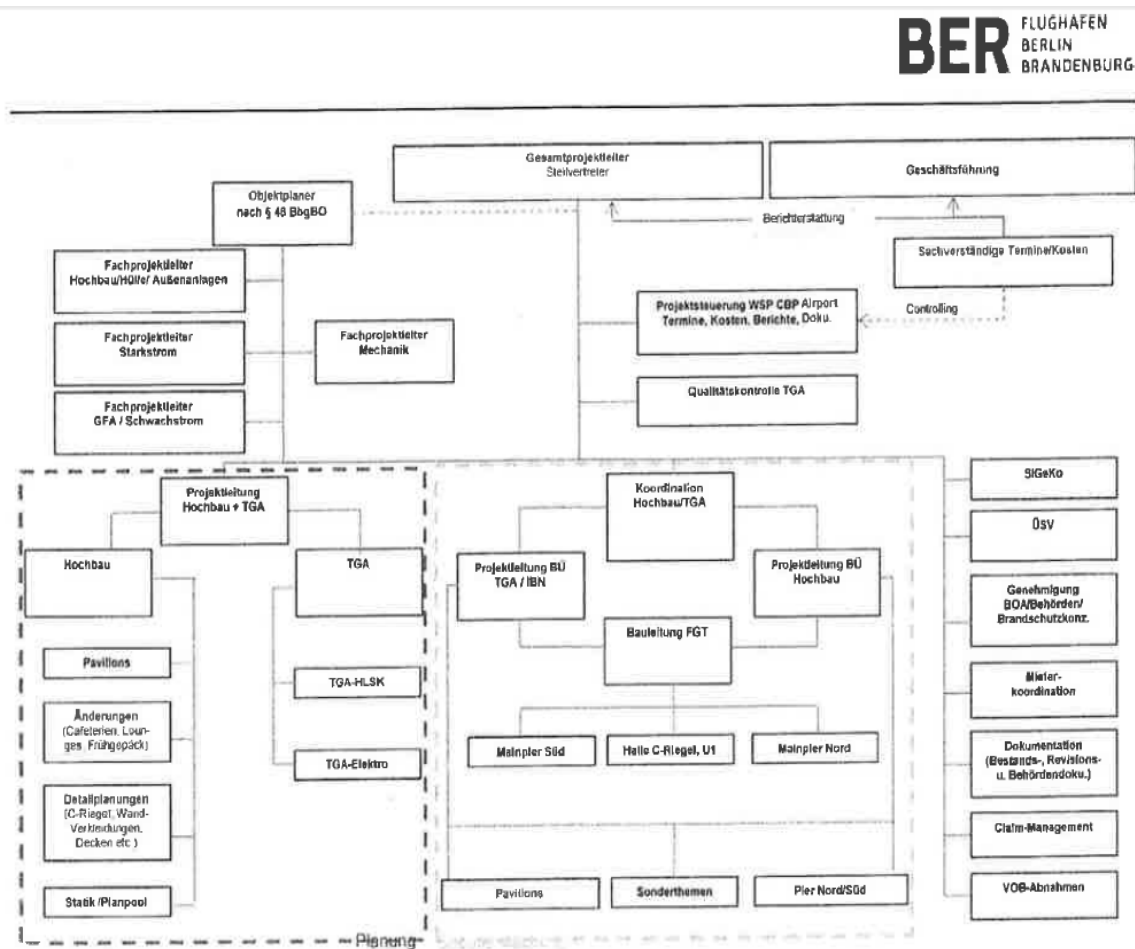 BER
FLUGHAFEN
BERLIN
BRANDENBURG
Gesamtprojektleiter
Stellvertreter
Geschäftsführung
Objektplaner
nach § 48 BbgBO
Berichterstattung
Sachverständige Termine/Kosten
Fachprojektleiter
Hochbau/Hülle/ Außenanlagen
Projektsteuerung WSP CBP Airport
Termine, Kosten, Berichte, Doku.
Controlling
Fachprojektleiter
Starkstrom
Fachprojektleiter
Mechanik
Qualitätskontrolle TGA
Fachprojektleiter
GFA / Schwachstrom
Projektleitung
Hochbau + TGA
Hochbau
TGA
Pavillons
TGA-HLSK
Änderungen
(Cafeterien, Loun-
ges, Frühgepäck)
TGA-Elektro
Detailplanungen
(C-Riegel, Wand-
Verkleidungen,
Decken etc.)
Statik /Planpool
Planung
Koordination
Hochbau/TGA
Projektleitung BÜ
TGA / IBN
Projektleitung BÜ
Hochbau
Bauleitung FGT
Mainpier Süd
Halle C-Riegel, U1
Mainpier Nord
Pavillons
Sonderthemen
Pier Nord/Süd
SiGeKo
ÜSV
Genehmigung
BOA/Behörden/
Brandschutzkonz.
Mieter-
koordination
Dokumentation
(Bestands-, Revisions-
u. Behördendoku.)
Claim-Management
VOB-Abnahmen